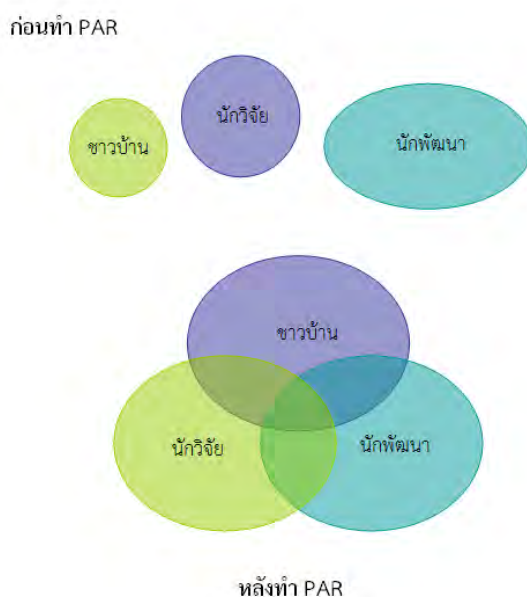 ก่อนทำ PAR
นักวิจัย
ชาวบ้าน
นักพัฒนา
ชาวบ้าน
นักวิจัย
นักพัฒนา
หลังทำ PAR